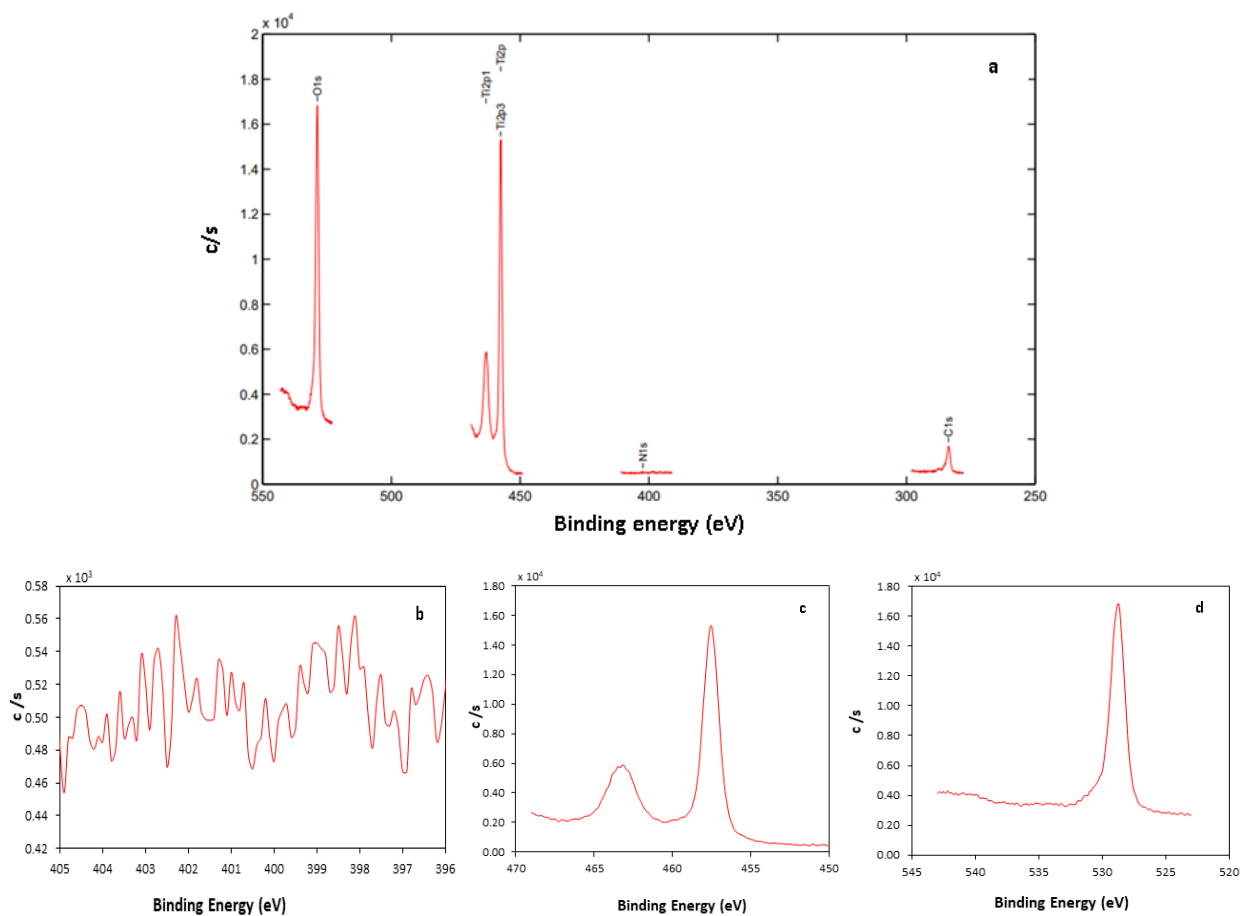 x 10⁴
2
1.8
1.6
1.4
1.2
1
0.8
0.6
0.4
0.2
0
550
500
450
400
350
300
250
c/s
Binding energy (eV)
a
-O1s
-Ti2p1
-Ti2p
-Ti2p3
-N1s
-C1s
x 10³
0.58
0.56
0.54
0.52
0.51
0.50
0.48
0.46
0.44
0.42
405 404 403 402 401 400 399 398 397 396
c /s
Binding Energy (eV)
b
x 10⁴
1.80
1.60
1.40
1.20
1.00
0.80
0.60
0.40
0.20
0.00
470 465 460 455 450
c /s
Binding Energy (eV)
c
x 10⁴
1.80
1.60
1.40
1.20
1.00
0.80
0.60
0.40
0.20
0.00
545 540 535 530 525 520
c /s
Binding Energy (eV)
d